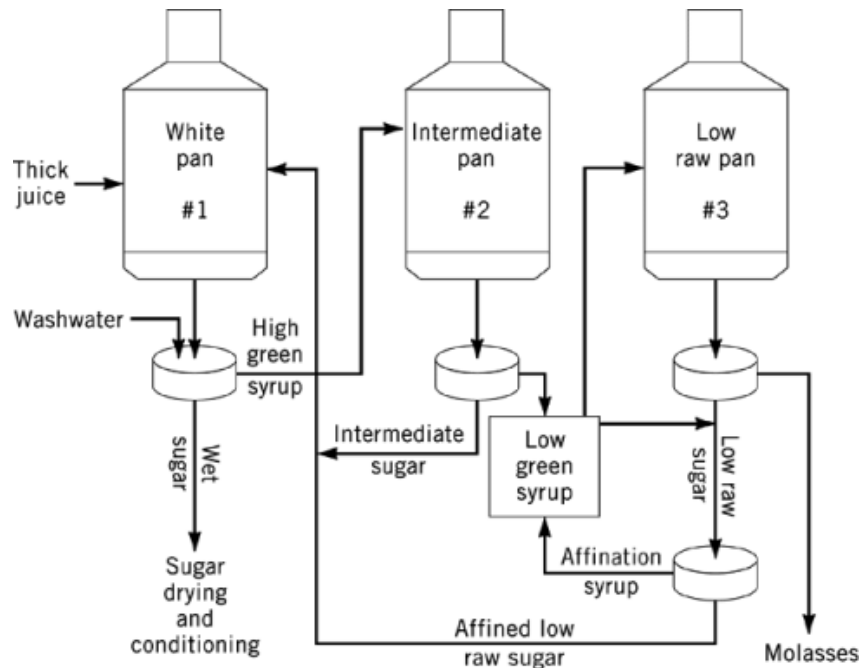 White
pan
#1
Intermediate
pan
#2
Low
raw pan
#3
Thick
juice
Washwater
High
green
syrup
Intermediate
sugar
Low
green
syrup
Wet
sugar
Low raw
sugar
Affination
syrup
Sugar
drying
and
conditioning
Affined low
raw sugar
Molasses